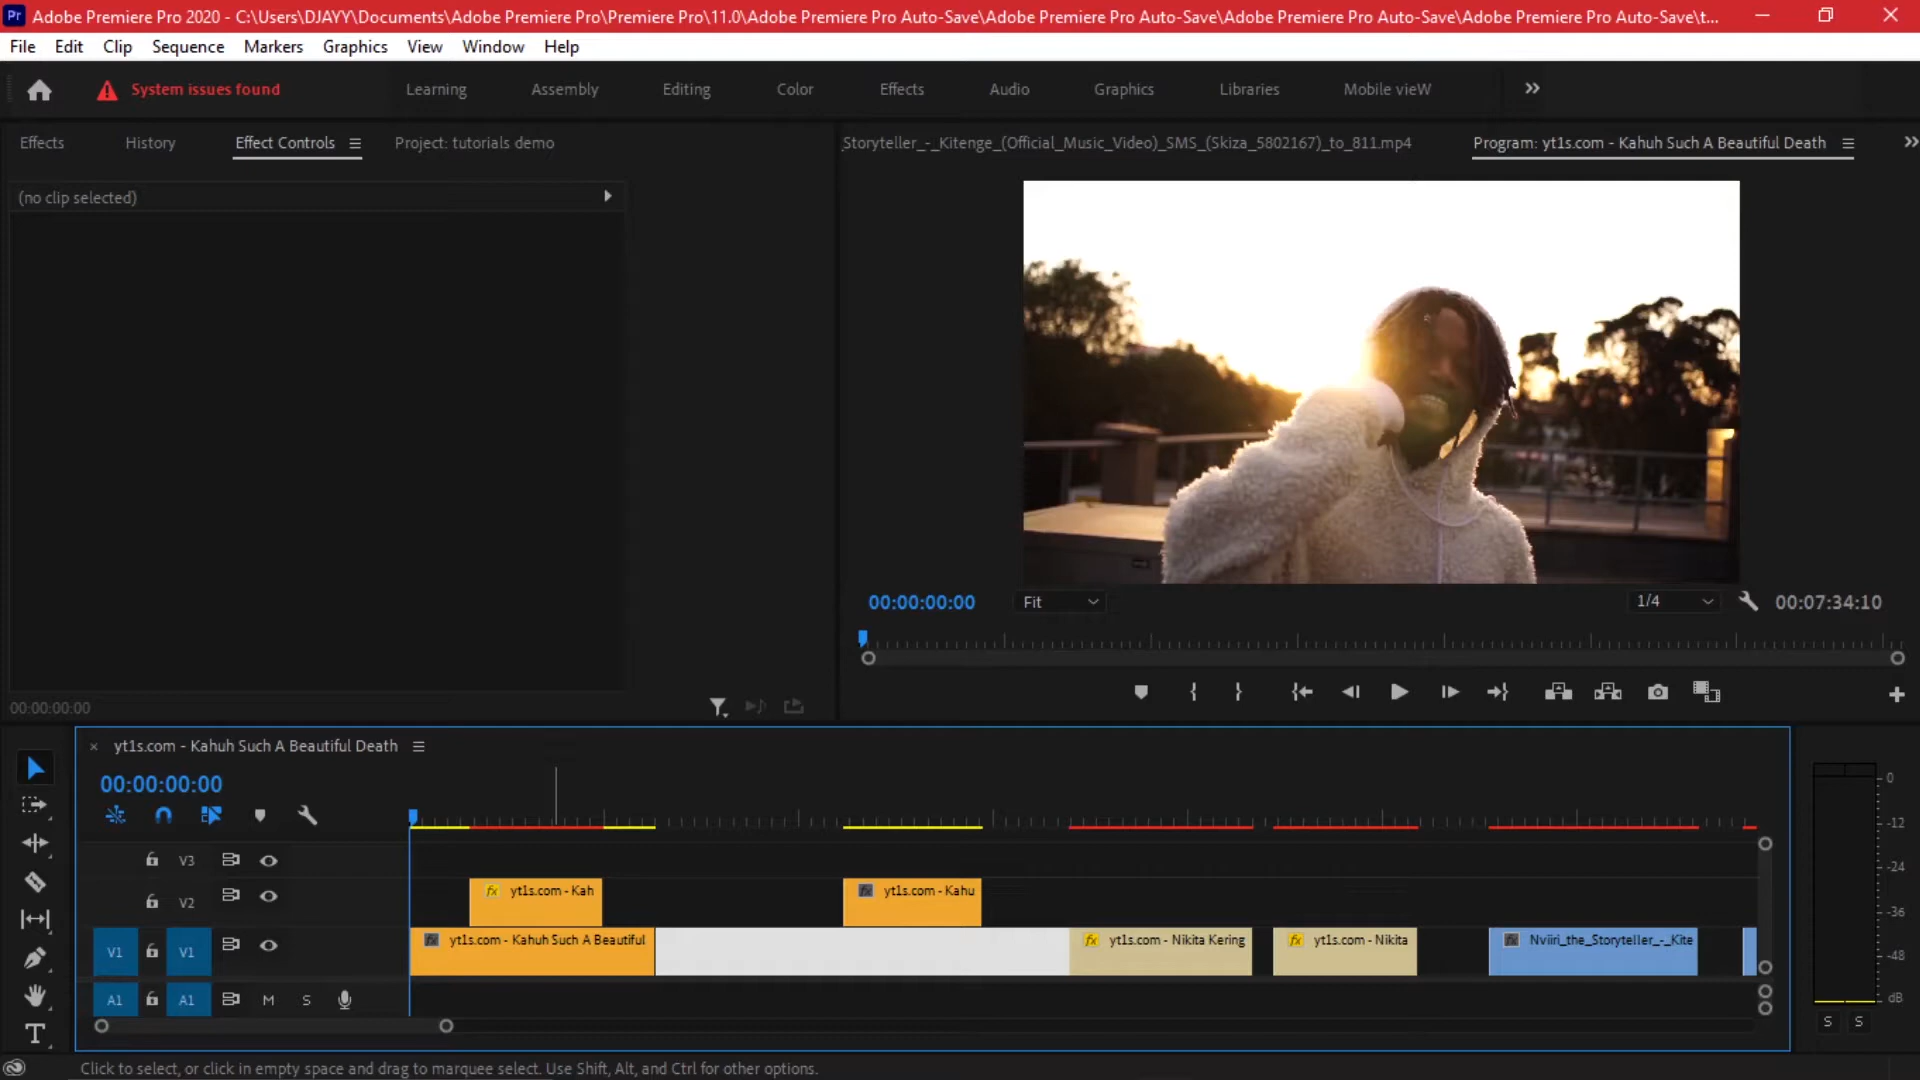 Pr Adobe Premiere Pro 2020 - C:\Users\DJAYY\Documents\Adobe Premiere Pro\Premiere Pro\11.0\Adobe Premiere Pro Auto-Save\Adobe Premiere Pro Auto-Save\Adobe Premiere Pro Auto-Save\Adobe Premiere Pro Auto-Save\t...
File Edit Clip Sequence Markers Graphics View Window Help
System issues found Learning Assembly Editing Color Effects Audio Graphics Libraries Mobile vieW
Effects History Effect Controls Project: tutorials demo Storyteller_-_Kitenge_(Official_Music_Video)_SMS_(Skiza_5802167)_to_811.mp4 Program: yt1s.com - Kahuh Such A Beautiful Death
(no clip selected)
00:00:00:00 Fit 1/4 00:07:34:10
00:00:00:00
yt1s.com - Kahuh Such A Beautiful Death
00:00:00:00
V3
V2 fx yt1s.com - Kah fx yt1s.com - Kahu
V1 V1 fx yt1s.com - Kahuh Such A Beautiful fx yt1s.com - Nikita Kering fx yt1s.com - Nikita fx Nviiri_the_Storyteller_-_Kite
A1 A1 M S
T
0
-12
-24
-36
-48
dB
S S
Click to select, or click in empty space and drag to marquee select. Use Shift, Alt, and Ctrl for other options.